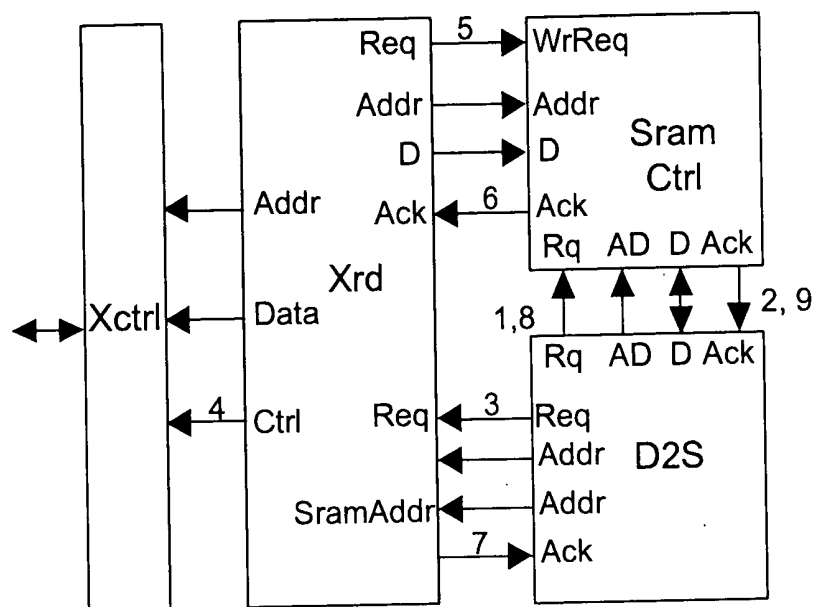 Req 5 WrReq
Addr Addr
D D
Sram
Ctrl
Addr Ack 6 Ack
Rq AD D Ack
Xrd
Xctrl Data
1,8 2, 9
Rq AD D Ack
4 Ctrl Req 3 Req
Addr D2S
SramAddr Addr
7 Ack